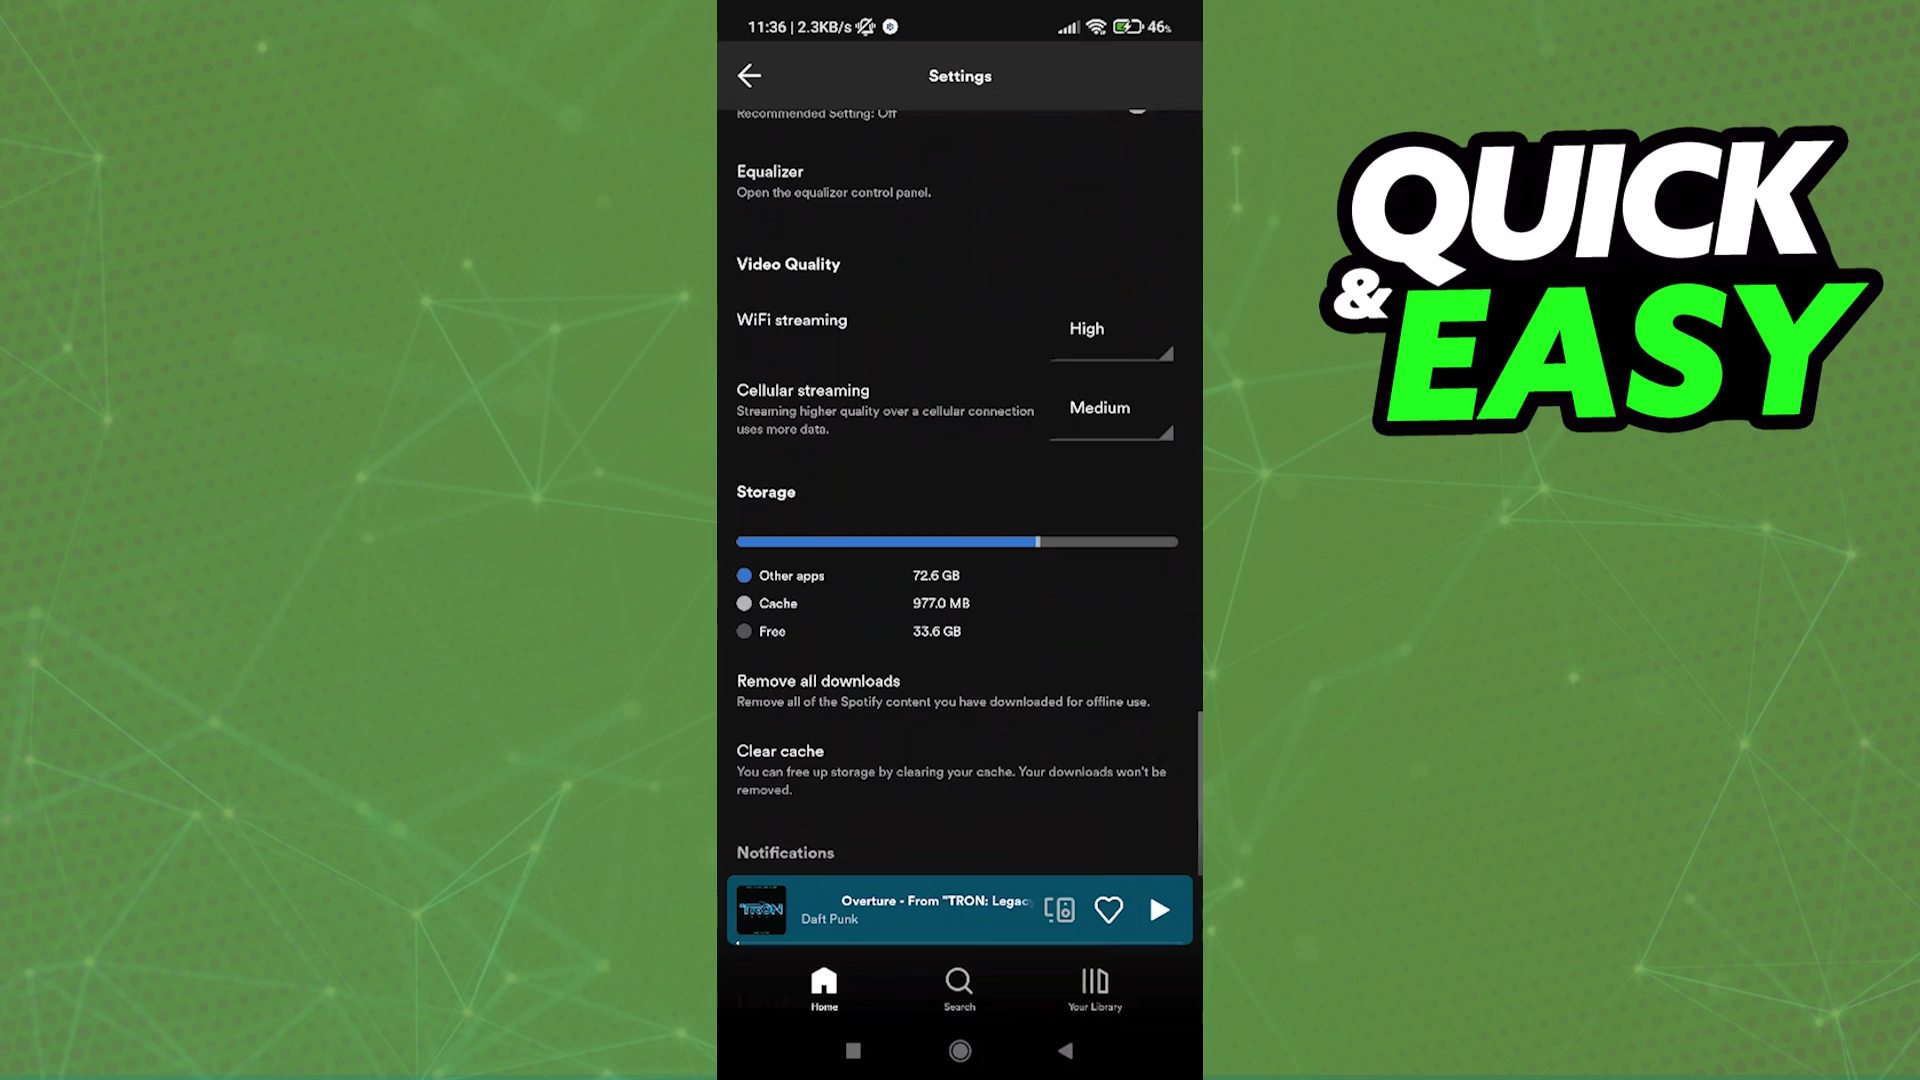 11:36 | 2.3KB/s
46%
Settings
Recommended Setting: Off
Equalizer
Open the equalizer control panel.
Video Quality
WiFi streaming
High
Cellular streaming
Streaming higher quality over a cellular connection
uses more data.
Medium
Storage
Other apps 72.6 GB
Cache 977.0 MB
Free 33.6 GB
Remove all downloads
Remove all of the Spotify content you have downloaded for offline use.
Clear cache
You can free up storage by clearing your cache. Your downloads won't be
removed.
Notifications
TRON
Overture - From "TRON: Legac
Daft Punk
Home
Search
Your Library
QUICK
& EASY